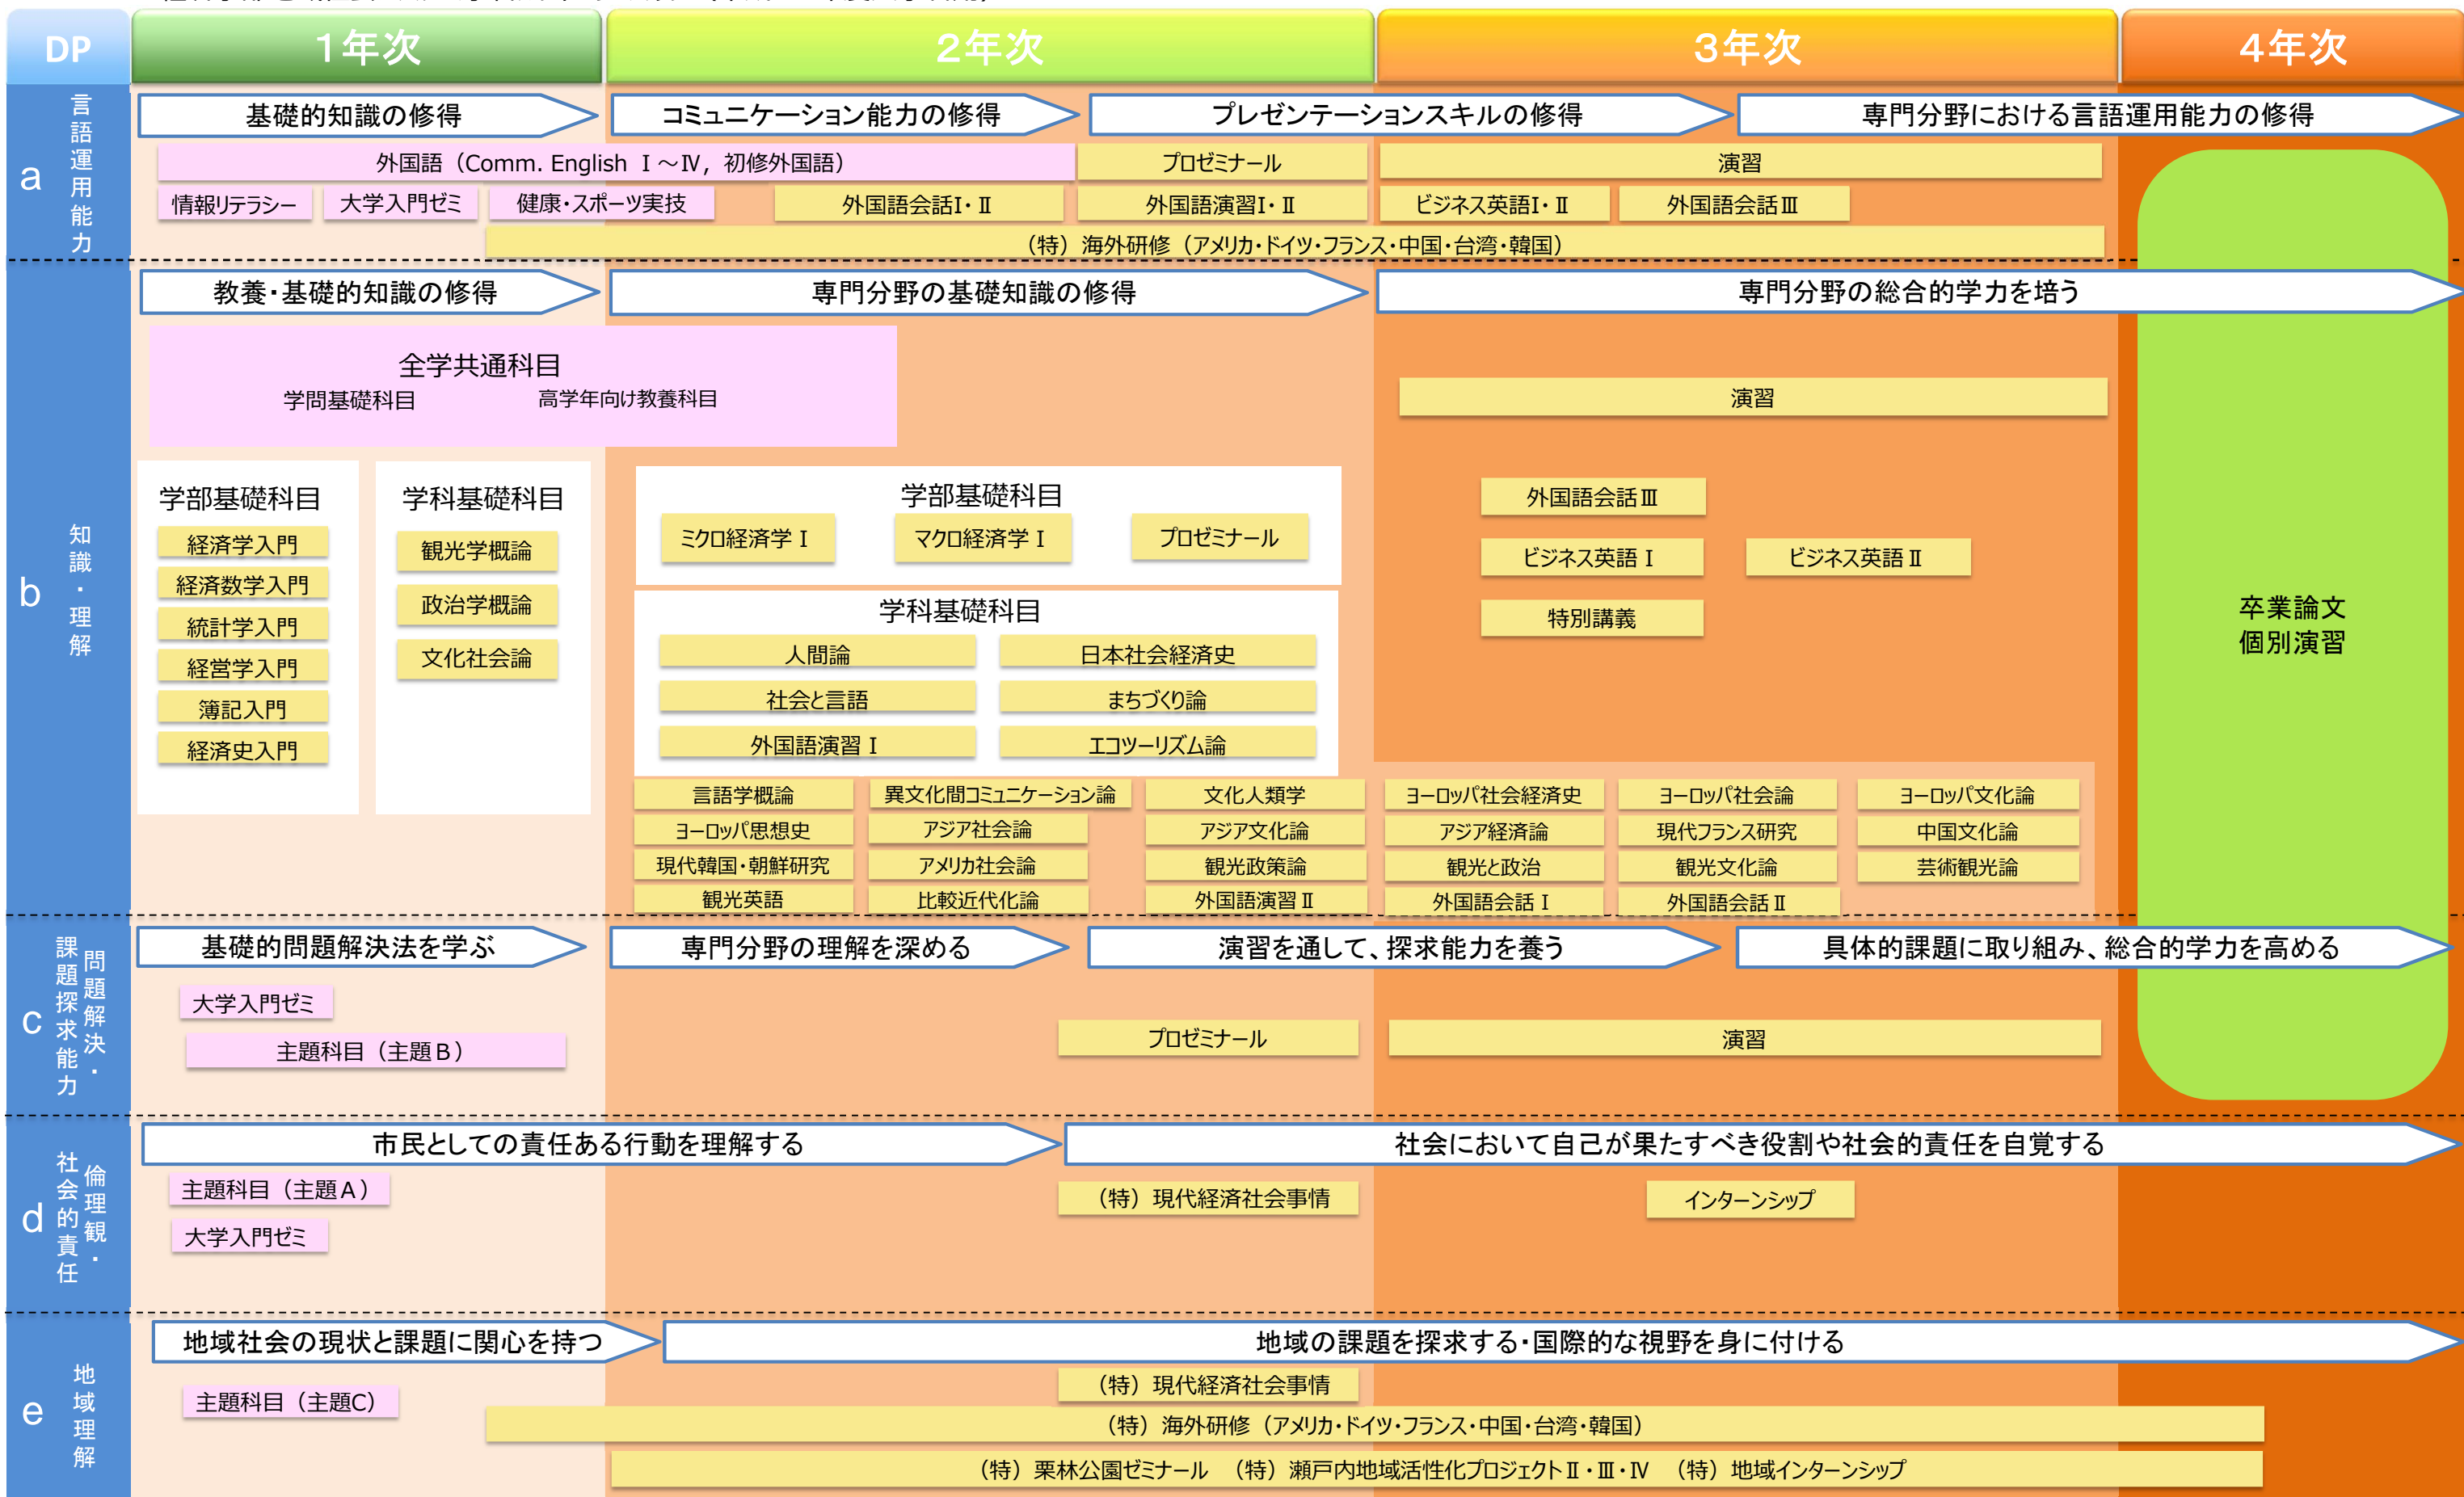 DP
１年次
２年次
３年次
４年次
a
言語運用能力
基礎的知識の修得
コミュニケーション能力の修得
プレゼンテーションスキルの修得
専門分野における言語運用能力の修得
外国語（Comm. English Ⅰ～Ⅳ，初修外国語）
プロゼミナール
演習
情報リテラシー
大学入門ゼミ
健康・スポーツ実技
外国語会話Ⅰ・Ⅱ
外国語演習Ⅰ・Ⅱ
ビジネス英語Ⅰ・Ⅱ
外国語会話Ⅲ
（特）海外研修（アメリカ・ドイツ・フランス・中国・台湾・韓国）
b
知識・理解
教養・基礎的知識の修得
専門分野の基礎知識の修得
専門分野の総合的学力を培う
全学共通科目
学問基礎科目
高学年向け教養科目
演習
学部基礎科目
経済学入門
経済数学入門
統計学入門
経営学入門
簿記入門
経済史入門
学科基礎科目
観光学概論
政治学概論
文化社会論
学部基礎科目
ミクロ経済学Ⅰ
マクロ経済学Ⅰ
プロゼミナール
学科基礎科目
人間論
日本社会経済史
社会と言語
まちづくり論
外国語演習Ⅰ
エコツーリズム論
外国語会話Ⅲ
ビジネス英語Ⅰ
ビジネス英語Ⅱ
特別講義
卒業論文
個別演習
言語学概論
異文化間コミュニケーション論
文化人類学
ヨーロッパ社会経済史
ヨーロッパ社会論
ヨーロッパ文化論
ヨーロッパ思想史
アジア社会論
アジア文化論
アジア経済論
現代フランス研究
中国文化論
現代韓国・朝鮮研究
アメリカ社会論
観光政策論
観光と政治
観光文化論
芸術観光論
観光英語
比較近代化論
外国語演習Ⅱ
外国語会話Ⅰ
外国語会話Ⅱ
c
問題解決・
課題探求能力
基礎的問題解決法を学ぶ
専門分野の理解を深める
演習を通して、探求能力を養う
具体的課題に取り組み、総合的学力を高める
大学入門ゼミ
主題科目（主題Ｂ）
プロゼミナール
演習
d
倫理観・
社会的責任
市民としての責任ある行動を理解する
社会において自己が果たすべき役割や社会的責任を自覚する
主題科目（主題Ａ）
大学入門ゼミ
（特）現代経済社会事情
インターンシップ
e
地域理解
地域社会の現状と課題に関心を持つ
地域の課題を探求する・国際的な視野を身に付ける
主題科目（主題C）
（特）現代経済社会事情
（特）海外研修（アメリカ・ドイツ・フランス・中国・台湾・韓国）
（特）栗林公園ゼミナール　（特）瀬戸内地域活性化プロジェクトⅡ・Ⅲ・Ⅳ　（特）地域インターンシップ